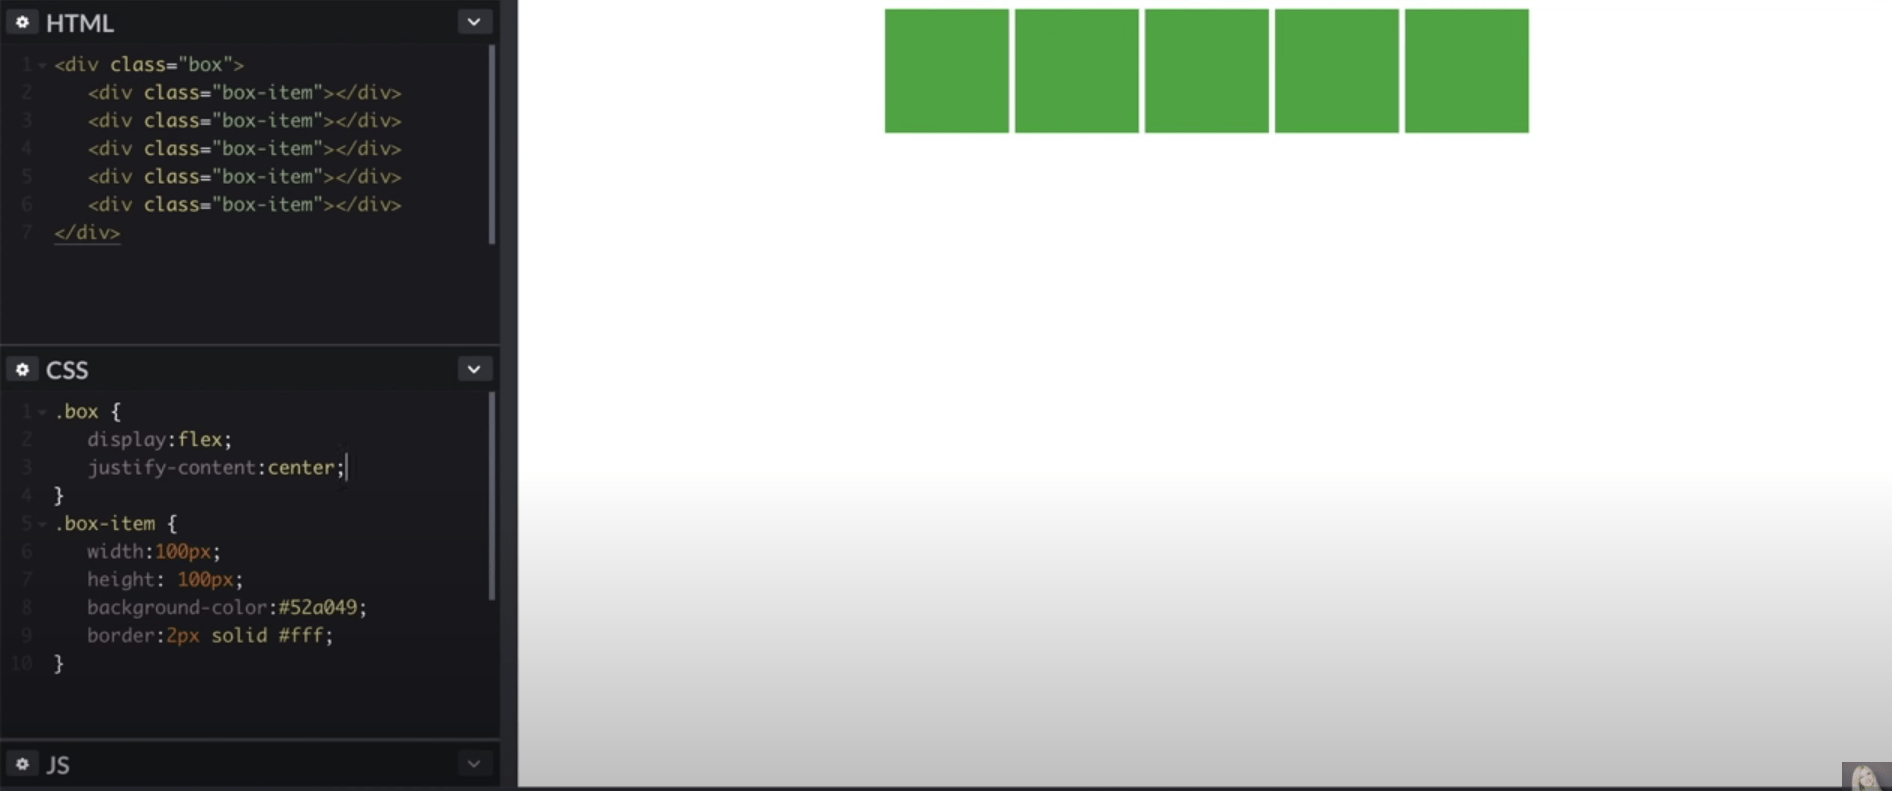 HTML
1 <div class="box">
2 <div class="box-item"></div>
3 <div class="box-item"></div>
4 <div class="box-item"></div>
5 <div class="box-item"></div>
6 <div class="box-item"></div>
7 </div>
CSS
1 .box {
2 display:flex;
3 justify-content:center;
4 }
5 .box-item {
6 width:100px;
7 height: 100px;
8 background-color:#52a049;
9 border:2px solid #fff;
10 }
JS